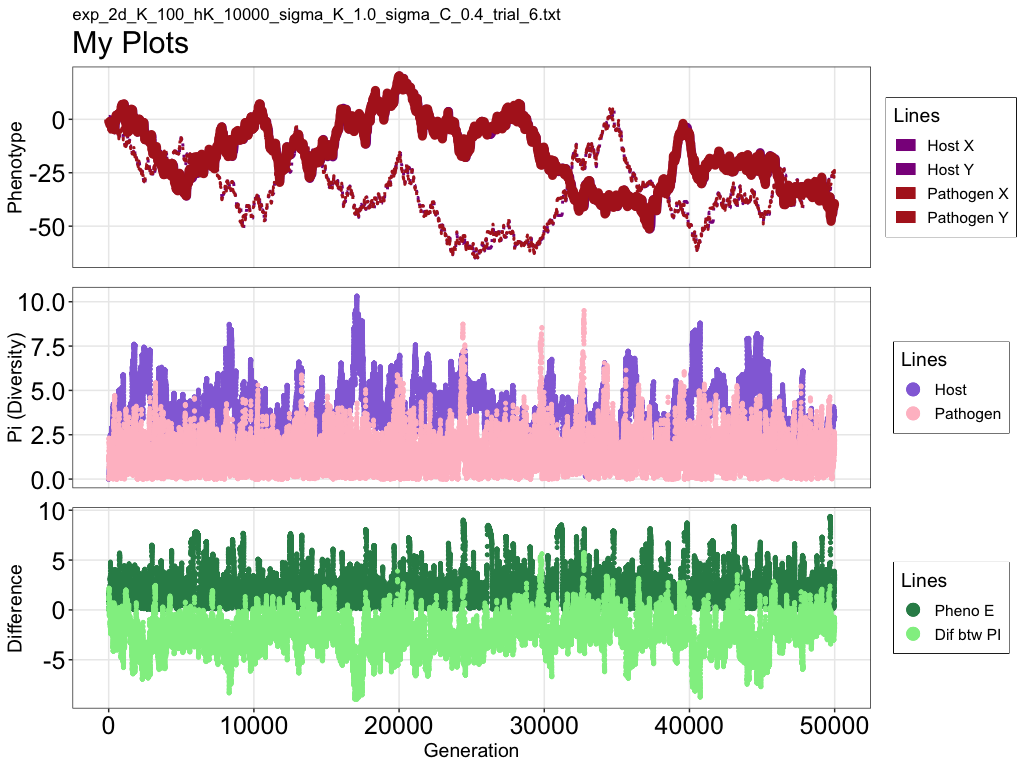 exp_2d_K_100_hK_10000_sigma_K_1.0_sigma_C_0.4_trial_6.txt
My Plots
Phenotype
0
-25
-50
Lines
Host X
Host Y
Pathogen X
Pathogen Y
Pi (Diversity)
10.0
7.5
5.0
2.5
0.0
Lines
Host
Pathogen
Difference
10
5
0
-5
Lines
Pheno E
Dif btw PI
0 10000 20000 30000 40000 50000
Generation